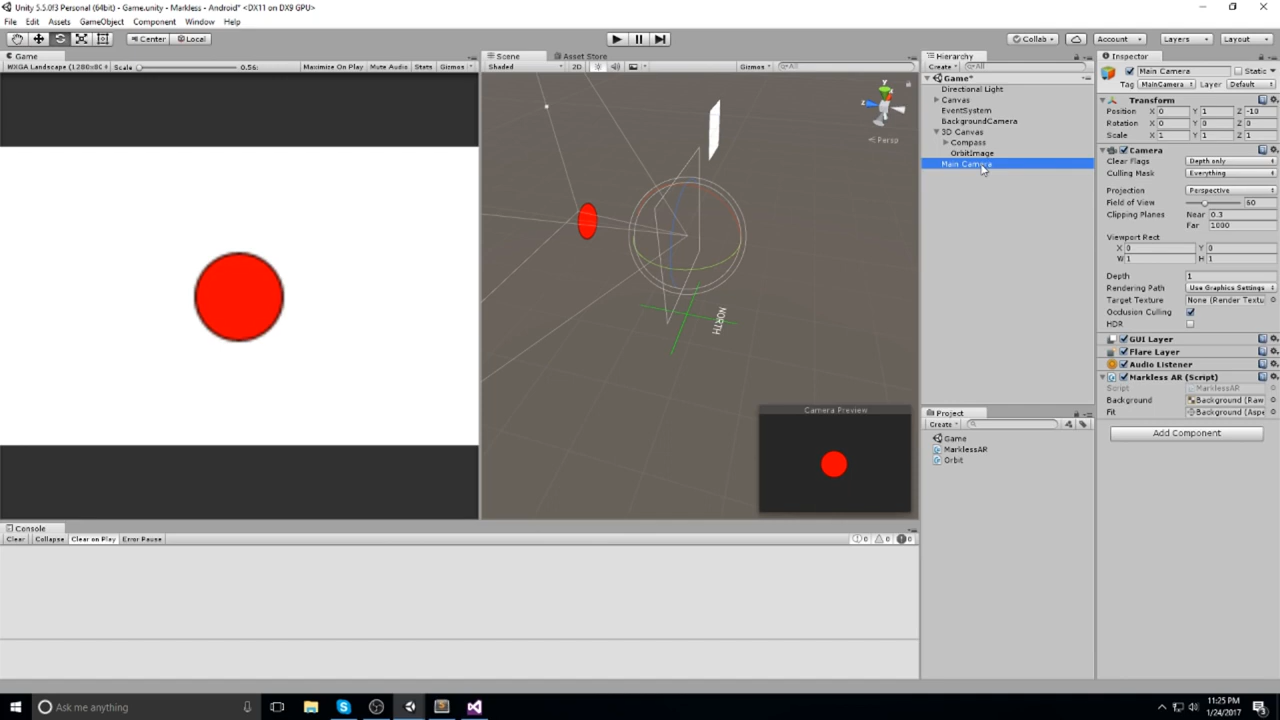 Unity 5.5.0f3 Personal (64bit) - Game.unity - Markless - Android* <DX11 on DX9 GPU>
File Edit Assets GameObject Component Window Help
Center Local Collab Account Layers Layout
Game
WXGA Landscape (1280x80 Scale 0.56: Maximize On Play Mute Audio Stats Gizmos
Scene Asset Store
Shaded 2D Gizmos All
Y
Z
Persp
NORTH
Camera Preview
Hierarchy
Create All
Game*
Directional Light
Canvas
EventSystem
BackgroundCamera
3D Canvas
Compass
OrbitImage
Main Camera
Project
Create
Game
MarklessAR
Orbit
Inspector
Main Camera Static
Tag MainCamera Layer Default
Transform
Position X 0 Y 1 Z -10
Rotation X 0 Y 0 Z 0
Scale X 1 Y 1 Z 1
Camera
Clear Flags Depth only
Culling Mask Everything
Projection Perspective
Field of View 60
Clipping Planes Near 0.3
Far 1000
Viewport Rect
X 0 Y 0
W 1 H 1
Depth 1
Rendering Path Use Graphics Settings
Target Texture None (Render Textu
Occlusion Culling
HDR
GUI Layer
Flare Layer
Audio Listener
Markless AR (Script)
Script MarklessAR
Background Background (Raw
Fit Background (Aspe
Add Component
Console
Clear Collapse Clear on Play Error Pause 0 0 0
Ask me anything
11:25 PM
1/24/2017
3